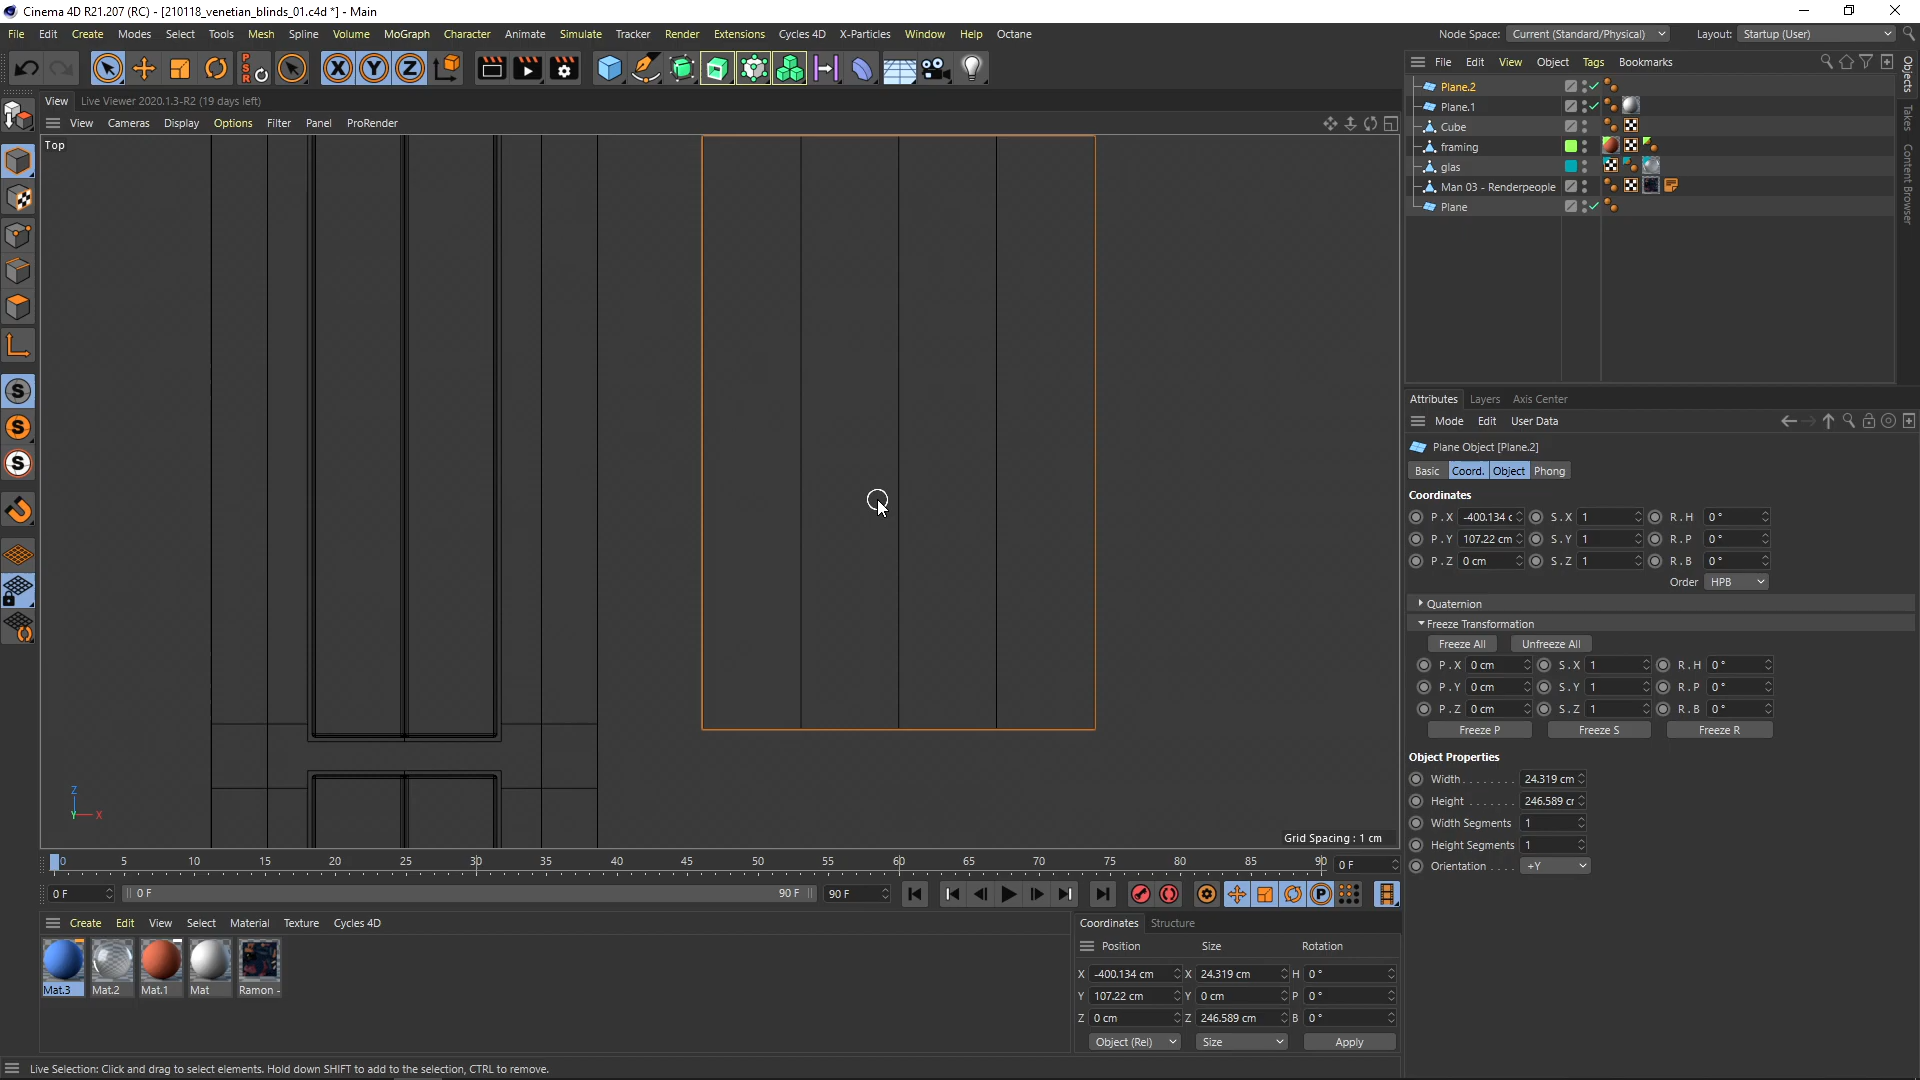 Cinema 4D R21.207 (RC) - [210118_venetian_blinds_01.c4d *] - Main
File Edit Create Modes Select Tools Mesh Spline Volume MoGraph Character Animate Simulate Tracker Render Extensions Cycles 4D X-Particles Window Help Octane Node Space: Current (Standard/Physical) Layout: Startup (User)
PSR X Y Z
File Edit View Object Tags Bookmarks
View Live Viewer 2020.1.3-R2 (19 days left)
View Cameras Display Options Filter Panel ProRender
Top
Plane.2
Plane.1
Cube
framing
glas
Man 03 - Renderpeople
Plane
Objects
Takes
Content Browser
S
S
S
Z
Y X
Grid Spacing : 1 cm
Attributes Layers Axis Center
Mode Edit User Data
Plane Object [Plane.2]
Basic Coord. Object Phong
Coordinates
P . X -400.134 c S . X 1 R . H 0°
P . Y 107.22 cm S . Y 1 R . P 0°
P . Z 0 cm S . Z 1 R . B 0°
Order HPB
Quaternion
Freeze Transformation
Freeze All Unfreeze All
P . X 0 cm S . X 1 R . H 0°
P . Y 0 cm S . Y 1 R . P 0°
P . Z 0 cm S . Z 1 R . B 0°
Freeze P Freeze S Freeze R
Object Properties
Width 24.319 cm
Height 246.589 cr
Width Segments 1
Height Segments 1
Orientation +Y
0 5 10 15 20 25 30 35 40 45 50 55 60 65 70 75 80 85 90 0 F
0 F 0 F 90 F 90 F P
Create Edit View Select Material Texture Cycles 4D
Mat.3 Mat.2 Mat.1 Mat Ramon -
Coordinates Structure
Position Size Rotation
X -400.134 cm X 24.319 cm H 0°
Y 107.22 cm Y 0 cm P 0°
Z 0 cm Z 246.589 cm B 0°
Object (Rel) Size Apply
Live Selection: Click and drag to select elements. Hold down SHIFT to add to the selection, CTRL to remove.